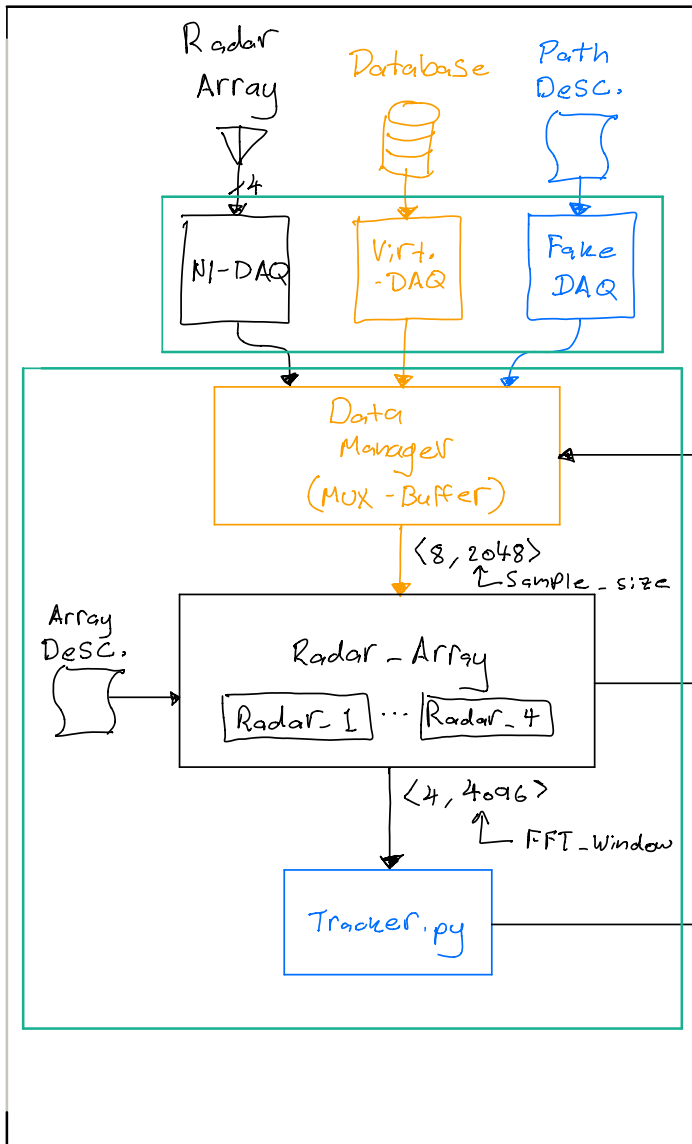 Radar
Array
Database
Path
Desc.
4
NI-DAQ
Virt.
-DAQ
Fake
DAQ
Data
Manager
(MUX-Buffer)
<8, 2048>
Sample_size
Array
Desc.
Radar_Array
Radar_1 ... Radar_4
<4, 4096>
FFT_Window
Tracker.py